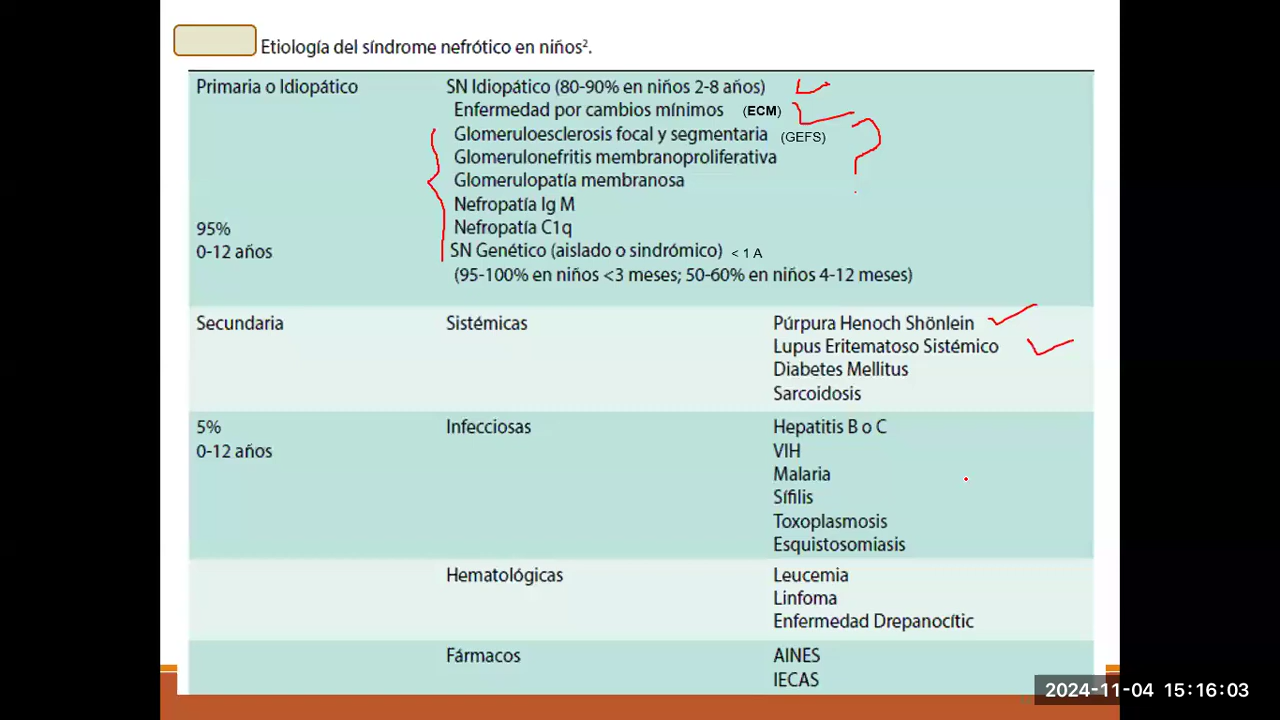 Etiología del síndrome nefrótico en niños².
Primaria o Idiopático
SN Idiopático (80-90% en niños 2-8 años)
Enfermedad por cambios mínimos (ECM)
Glomeruloesclerosis focal y segmentaria (GEFS)
Glomerulonefritis membranoproliferativa
Glomerulopatía membranosa
Nefropatía Ig M
95%
Nefropatía C1q
0-12 años
SN Genético (aislado o sindrómico) < 1 A
(95-100% en niños <3 meses; 50-60% en niños 4-12 meses)
Secundaria
Sistémicas
Púrpura Henoch Shönlein
Lupus Eritematoso Sistémico
Diabetes Mellitus
Sarcoidosis
5%
0-12 años
Infecciosas
Hepatitis B o C
VIH
Malaria
Sífilis
Toxoplasmosis
Esquistosomiasis
Hematológicas
Leucemia
Linfoma
Enfermedad Drepanocític
Fármacos
AINES
IECAS
2024-11-04 15:16:03